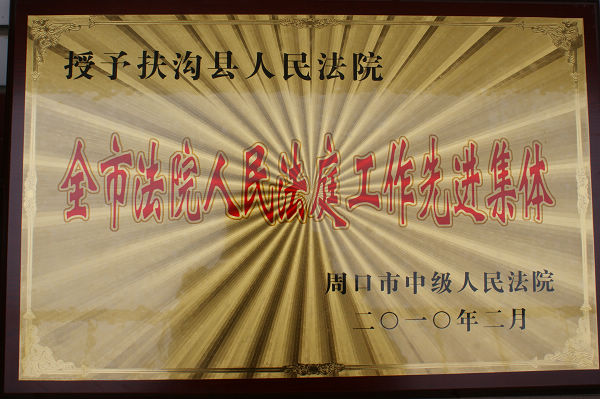 授予扶沟县人民法院
全市法院人民法庭工作先进集体
周口市中级人民法院
二〇一〇年二月